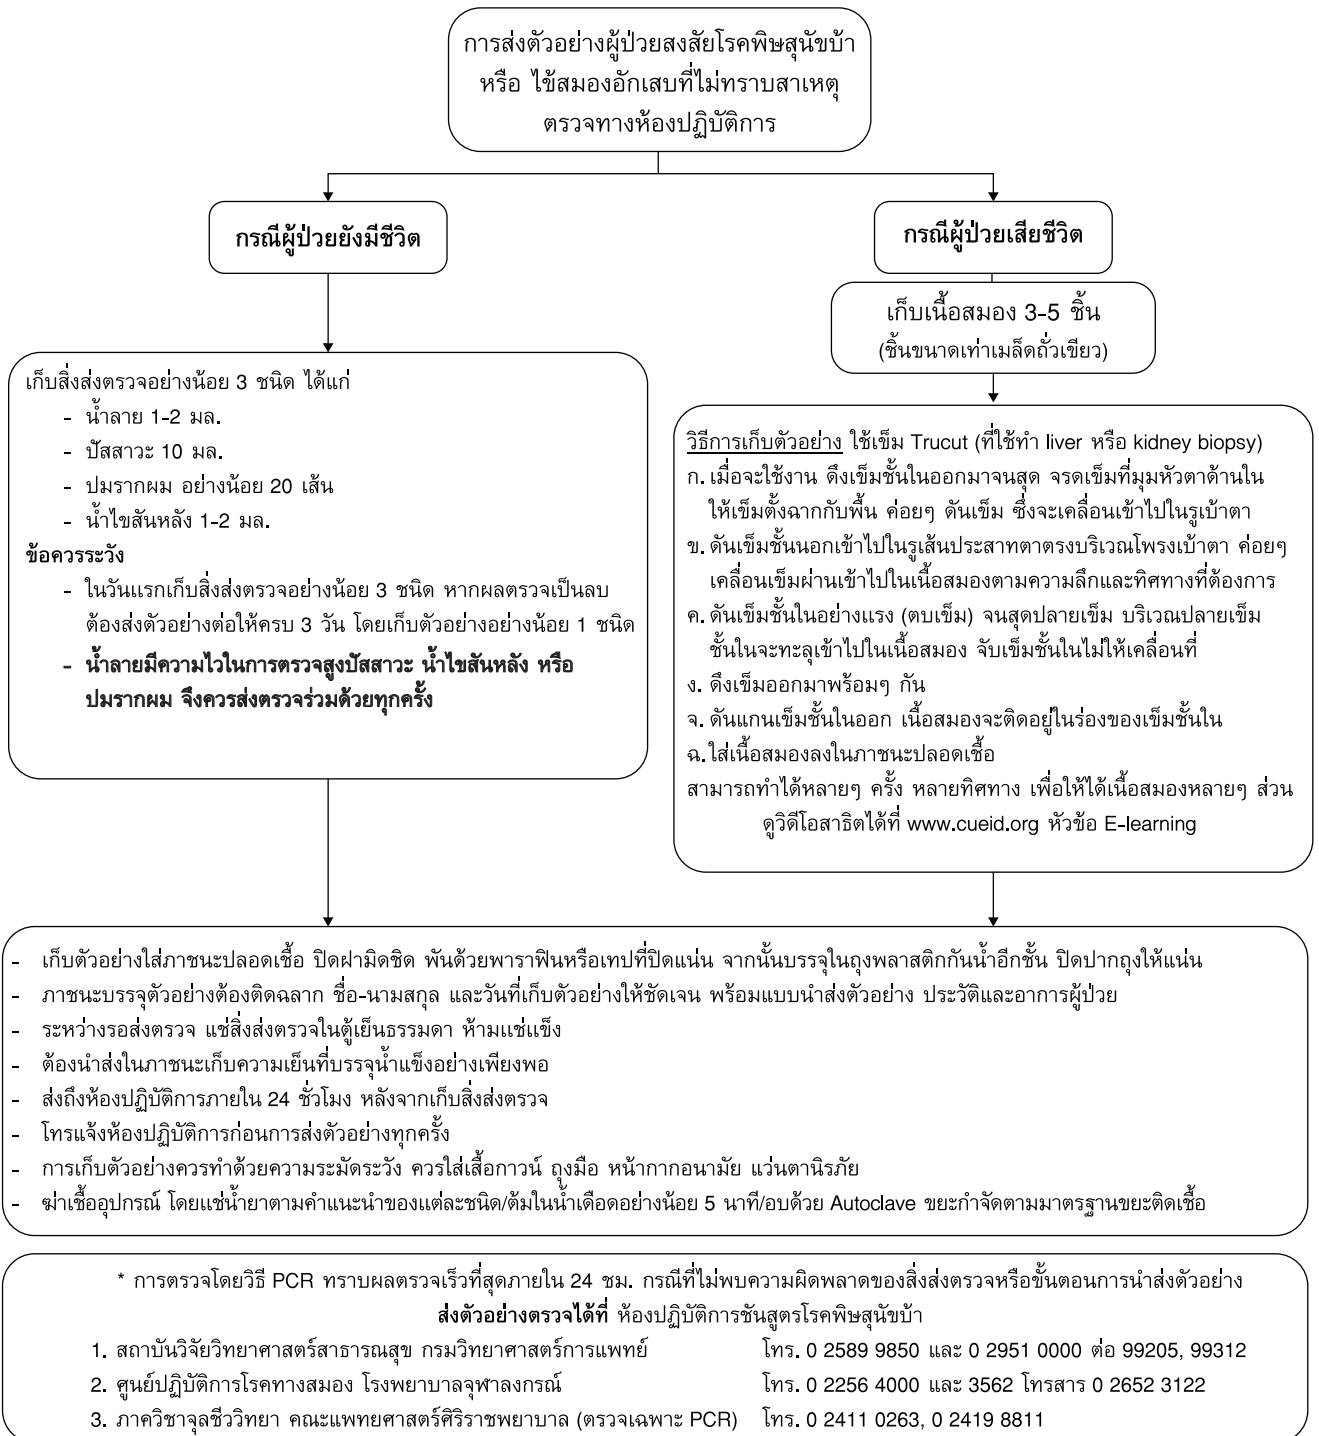 การส่งตัวอย่างผู้ป่วยสงสัยโรคพิษสุนัขบ้า
หรือ ไข้สมองอักเสบที่ไม่ทราบสาเหตุ
ตรวจทางห้องปฏิบัติการ
กรณีผู้ป่วยยังมีชีวิต
เก็บสิ่งส่งตรวจอย่างน้อย 3 ชนิด ได้แก่
- น้ำลาย 1-2 มล.
- ปัสสาวะ 10 มล.
- ปมรากผม อย่างน้อย 20 เส้น
- น้ำไขสันหลัง 1-2 มล.
ข้อควรระวัง
- ในวันแรกเก็บสิ่งส่งตรวจอย่างน้อย 3 ชนิด หากผลตรวจเป็นลบ
ต้องส่งตัวอย่างต่อให้ครบ 3 วัน โดยเก็บตัวอย่างอย่างน้อย 1 ชนิด
- น้ำลายมีความไวในการตรวจสูงปัสสาวะ น้ำไขสันหลัง หรือ
ปมรากผม จึงควรส่งตรวจร่วมด้วยทุกครั้ง
กรณีผู้ป่วยเสียชีวิต
เก็บเนื้อสมอง 3-5 ชิ้น
(ชิ้นขนาดเท่าเมล็ดถั่วเขียว)
วิธีการเก็บตัวอย่าง ใช้เข็ม Trucut (ที่ใช้ทำ liver หรือ kidney biopsy)
ก. เมื่อจะใช้งาน ดึงเข็มชั้นในออกมาจนสุด จรดเข็มที่มุมหัวตาด้านใน
ให้เข็มตั้งฉากกับพื้น ค่อยๆ ดันเข็ม ซึ่งจะเคลื่อนเข้าไปในรูเบ้าตา
ข. ดันเข็มชั้นนอกเข้าไปในรูเส้นประสาทตาตรงบริเวณโพรงเบ้าตา ค่อยๆ
เคลื่อนเข็มผ่านเข้าไปในเนื้อสมองตามความลึกและทิศทางที่ต้องการ
ค. ดันเข็มชั้นในอย่างแรง (ตบเข็ม) จนสุดปลายเข็ม บริเวณปลายเข็ม
ชั้นในจะทะลุเข้าไปในเนื้อสมอง จับเข็มชั้นในไม่ให้เคลื่อนที่
ง. ดึงเข็มออกมาพร้อมๆ กัน
จ. ดันแกนเข็มชั้นในออก เนื้อสมองจะติดอยู่ในร่องของเข็มชั้นใน
ฉ. ใส่เนื้อสมองลงในภาชนะปลอดเชื้อ
สามารถทำได้หลายๆ ครั้ง หลายทิศทาง เพื่อให้ได้เนื้อสมองหลายๆ ส่วน
ดูวิดีโอสาธิตได้ที่ www.cueid.org หัวข้อ E-learning
- เก็บตัวอย่างใส่ภาชนะปลอดเชื้อ ปิดฝามิดชิด พันด้วยพาราฟินหรือเทปที่ปิดแน่น จากนั้นบรรจุในถุงพลาสติกกันน้ำอีกชั้น ปิดปากถุงให้แน่น
- ภาชนะบรรจุตัวอย่างต้องติดฉลาก ชื่อ-นามสกุล และวันที่เก็บตัวอย่างให้ชัดเจน พร้อมแบบนำส่งตัวอย่าง ประวัติและอาการผู้ป่วย
- ระหว่างรอส่งตรวจ แช่สิ่งส่งตรวจในตู้เย็นธรรมดา ห้ามแช่แข็ง
- ต้องนำส่งในภาชนะเก็บความเย็นที่บรรจุน้ำแข็งอย่างเพียงพอ
- ส่งถึงห้องปฏิบัติการภายใน 24 ชั่วโมง หลังจากเก็บสิ่งส่งตรวจ
- โทรแจ้งห้องปฏิบัติการก่อนการส่งตัวอย่างทุกครั้ง
- การเก็บตัวอย่างควรทำด้วยความระมัดระวัง ควรใส่เสื้อกาวน์ ถุงมือ หน้ากากอนามัย แว่นตานิรภัย
- ฆ่าเชื้ออุปกรณ์ โดยแช่น้ำยาตามคำแนะนำของแต่ละชนิด/ต้มในน้ำเดือดอย่างน้อย 5 นาที/อบด้วย Autoclave ขยะกำจัดตามมาตรฐานขยะติดเชื้อ
* การตรวจโดยวิธี PCR ทราบผลตรวจเร็วที่สุดภายใน 24 ชม. กรณีที่ไม่พบความผิดพลาดของสิ่งส่งตรวจหรือขั้นตอนการนำส่งตัวอย่าง
ส่งตัวอย่างตรวจได้ที่ ห้องปฏิบัติการชันสูตรโรคพิษสุนัขบ้า
1. สถาบันวิจัยวิทยาศาสตร์สาธารณสุข กรมวิทยาศาสตร์การแพทย์ โทร. 0 2589 9850 และ 0 2951 0000 ต่อ 99205, 99312
2. ศูนย์ปฏิบัติการโรคทางสมอง โรงพยาบาลจุฬาลงกรณ์ โทร. 0 2256 4000 และ 3562 โทรสาร 0 2652 3122
3. ภาควิชาจุลชีววิทยา คณะแพทยศาสตร์ศิริราชพยาบาล (ตรวจเฉพาะ PCR) โทร. 0 2411 0263, 0 2419 8811